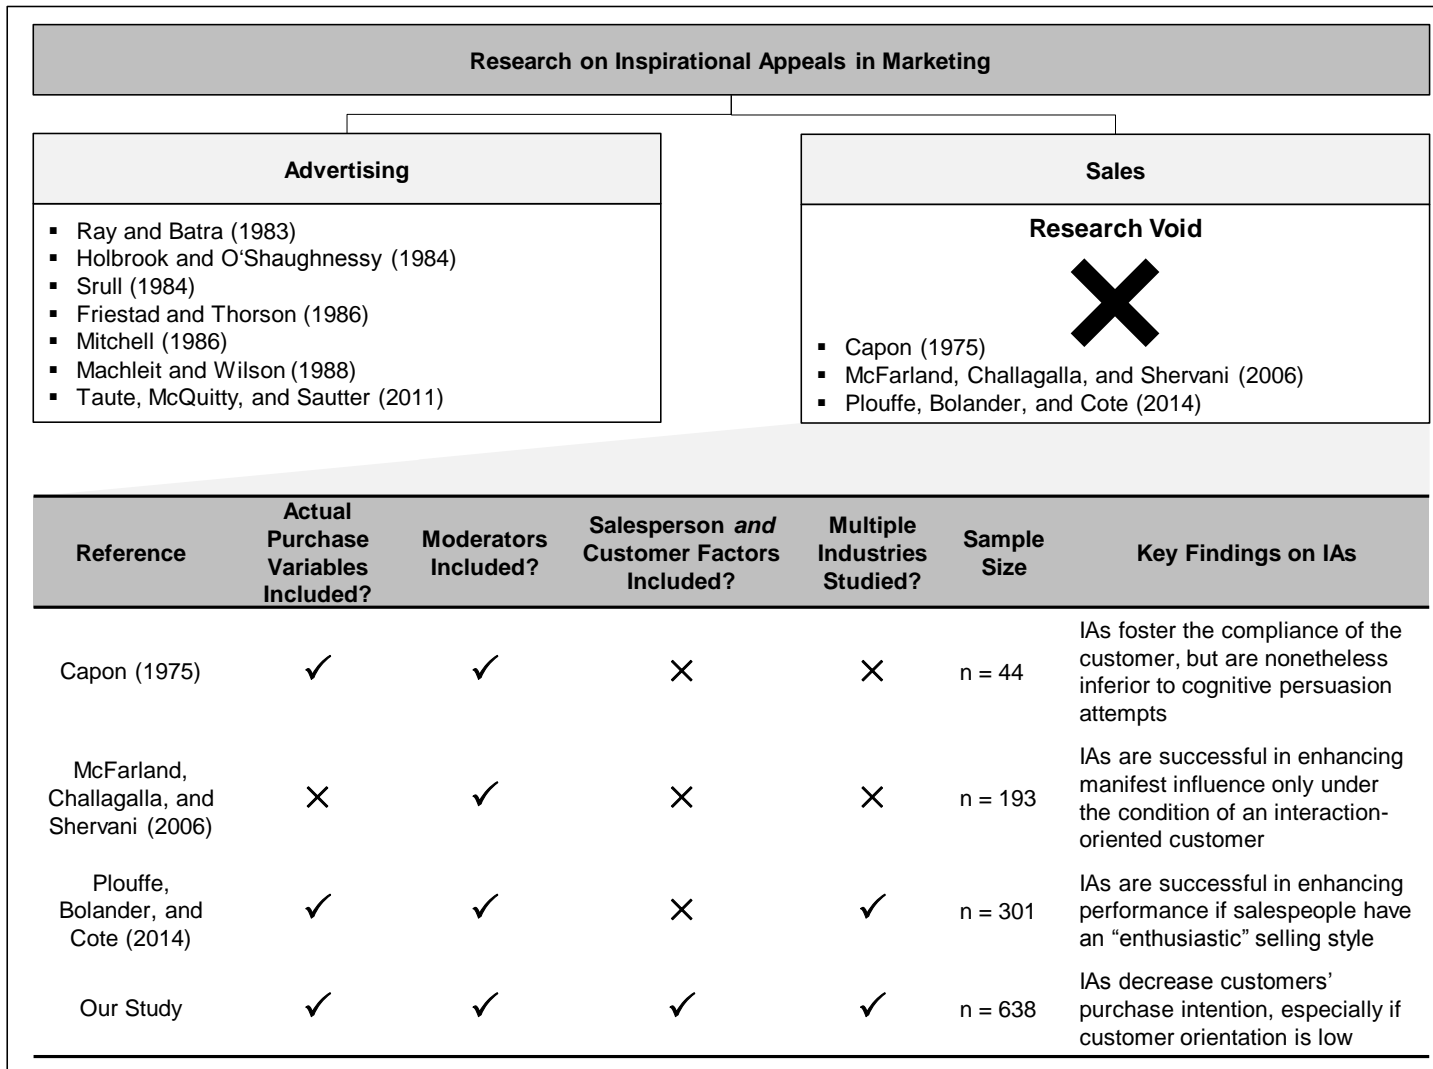 Research on Inspirational Appeals in Marketing
Advertising
▪ Ray and Batra (1983)
▪ Holbrook and O‘Shaughnessy (1984)
▪ Srull (1984)
▪ Friestad and Thorson (1986)
▪ Mitchell (1986)
▪ Machleit and Wilson (1988)
▪ Taute, McQuitty, and Sautter (2011)
Sales
Research Void
▪ Capon (1975)
▪ McFarland, Challagalla, and Shervani (2006)
▪ Plouffe, Bolander, and Cote (2014)
Reference
Actual
Purchase
Variables
Included?
Moderators
Included?
Salesperson and
Customer Factors
Included?
Multiple
Industries
Studied?
Sample
Size
Key Findings on IAs
Capon (1975)
✓
✓
✕
✕
n = 44
IAs foster the compliance of the
customer, but are nonetheless
inferior to cognitive persuasion
attempts
McFarland,
Challagalla, and
Shervani (2006)
✕
✓
✕
✕
n = 193
IAs are successful in enhancing
manifest influence only under
the condition of an interaction-
oriented customer
Plouffe,
Bolander, and
Cote (2014)
✓
✓
✕
✓
n = 301
IAs are successful in enhancing
performance if salespeople have
an “enthusiastic” selling style
Our Study
✓
✓
✓
✓
n = 638
IAs decrease customers’
purchase intention, especially if
customer orientation is low